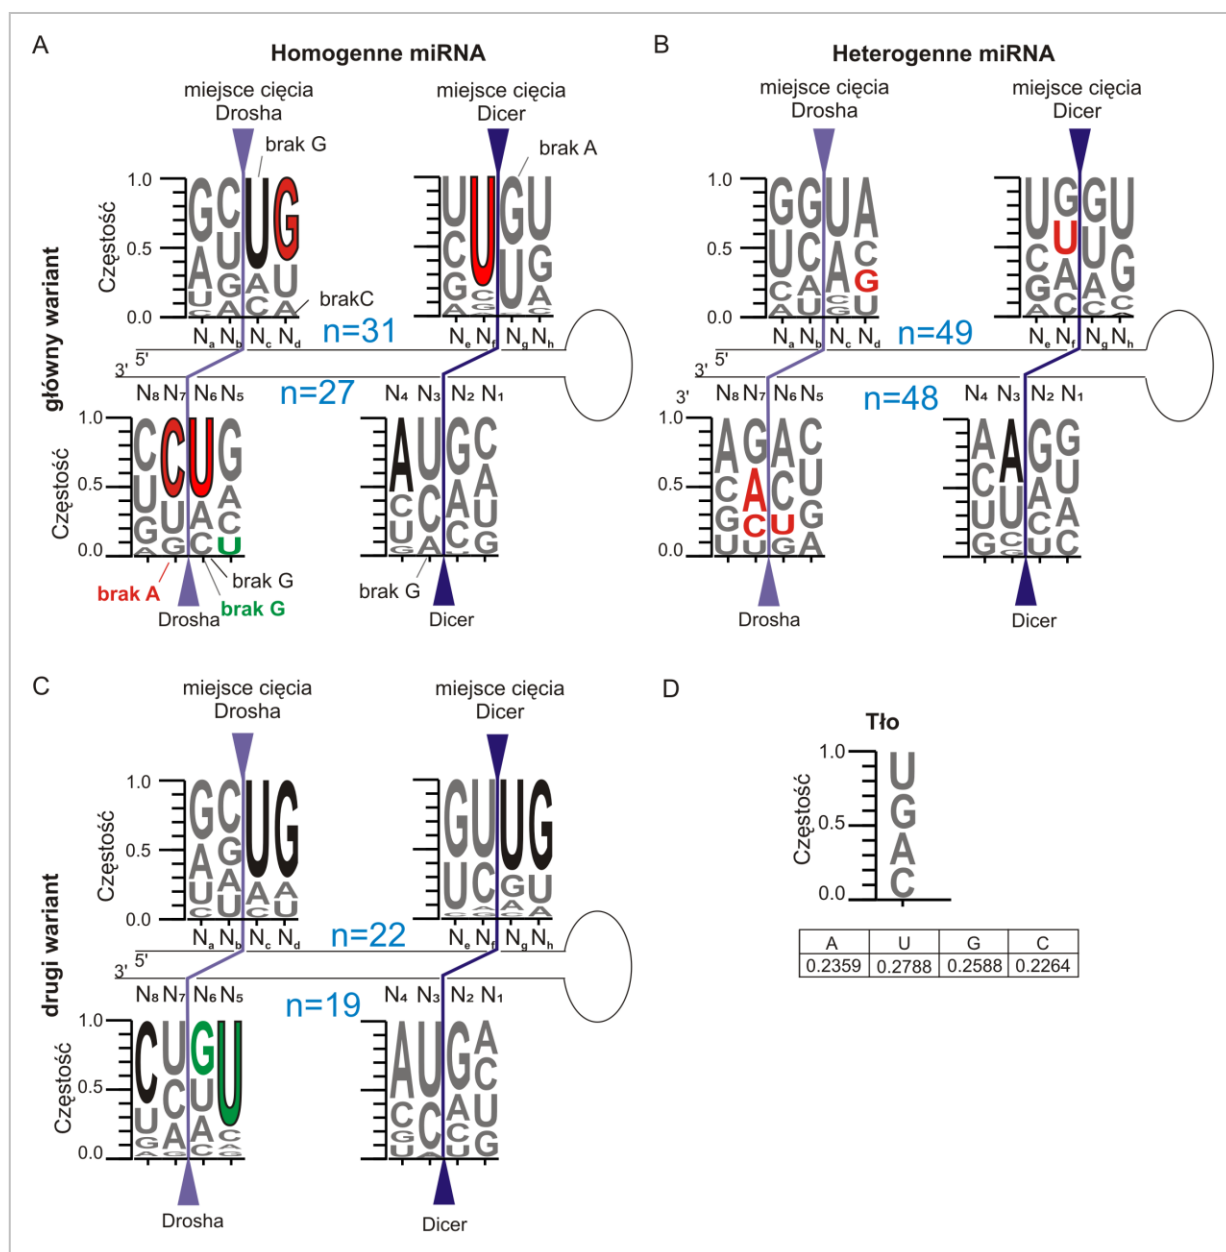 A
Homogenne miRNA
miejsce cięcia
Drosha
miejsce cięcia
Dicer
brak G
brak A
główny wariant
Częstość
1.0
0.5
0.0
G A U C
C U G A
U A C
G U A
U C G A
U C G
G U
U G A C
brakC
Na Nb Nc Nd
Ne Nf Ng Nh
n=31
5'
3'
n=27
N8 N7 N6 N5
N4 N3 N2 N1
Częstość
1.0
0.5
0.0
C U G A
C U G
U A C
G A C U
A C U G
U C A
G A C U
C A U G
brak A
brak G
brak G
brak G
Drosha
Dicer
B
Heterogenne miRNA
miejsce cięcia
Drosha
miejsce cięcia
Dicer
1.0
0.5
0.0
G U C A
G C A U
U A G C
A C G U
U C G A
G U A C
G U A C
U G C
Na Nb Nc Nd
Ne Nf Ng Nh
n=49
5'
3'
n=48
N8 N7 N6 N5
N4 N3 N2 N1
3'
1.0
0.5
0.0
A C G U
G A C U
A C U G
C U G A
A C U G
A U C G
G A C U
G U A C
Drosha
Dicer
C
miejsce cięcia
Drosha
miejsce cięcia
Dicer
drugi wariant
Częstość
1.0
0.5
0.0
G A U C
C G A U
U A C
G A U
G U C
U C
U G A C
G U A
Na Nb Nc Nd
Ne Nf Ng Nh
n=22
5'
3'
n=19
N8 N7 N6 N5
N4 N3 N2 N1
Częstość
1.0
0.5
0.0
C U G A
U C A G
G U A C
U C A G
A C G U
U C A
G A C U
A C U G
Drosha
Dicer
D
Tło
Częstość
1.0
0.5
0.0
U G A C
A U G C
0.2359 0.2788 0.2588 0.2264